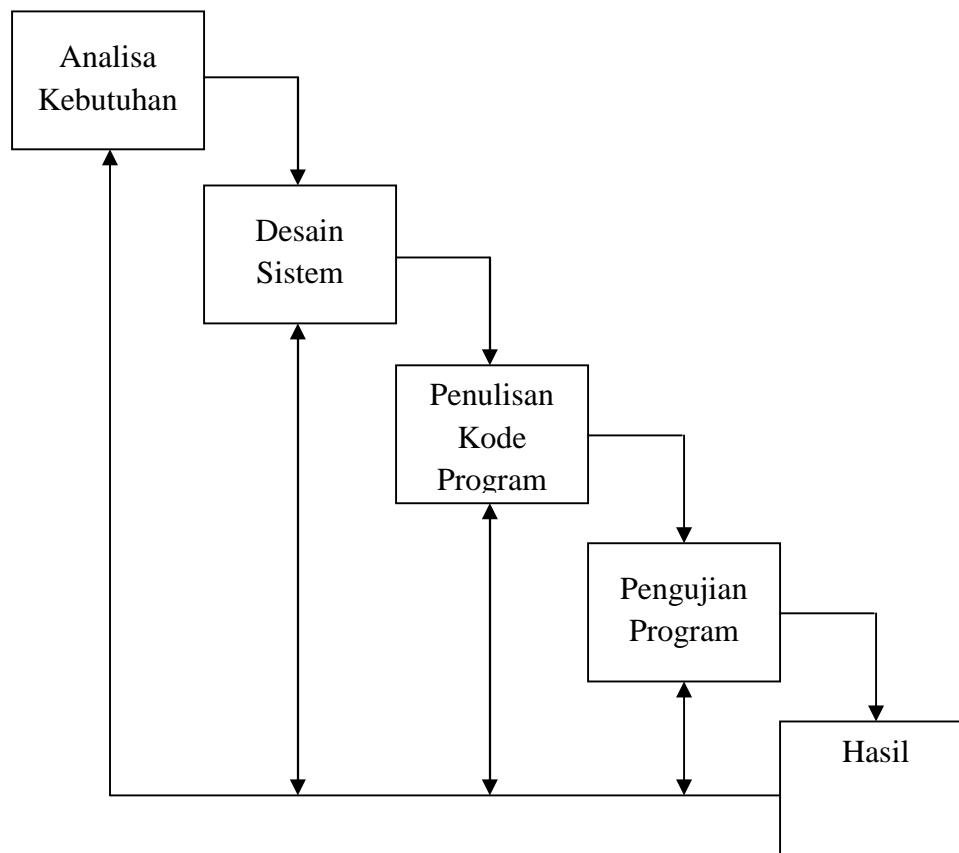 Analisa
Kebutuhan
Desain
Sistem
Penulisan
Kode
Program
Pengujian
Program
Hasil